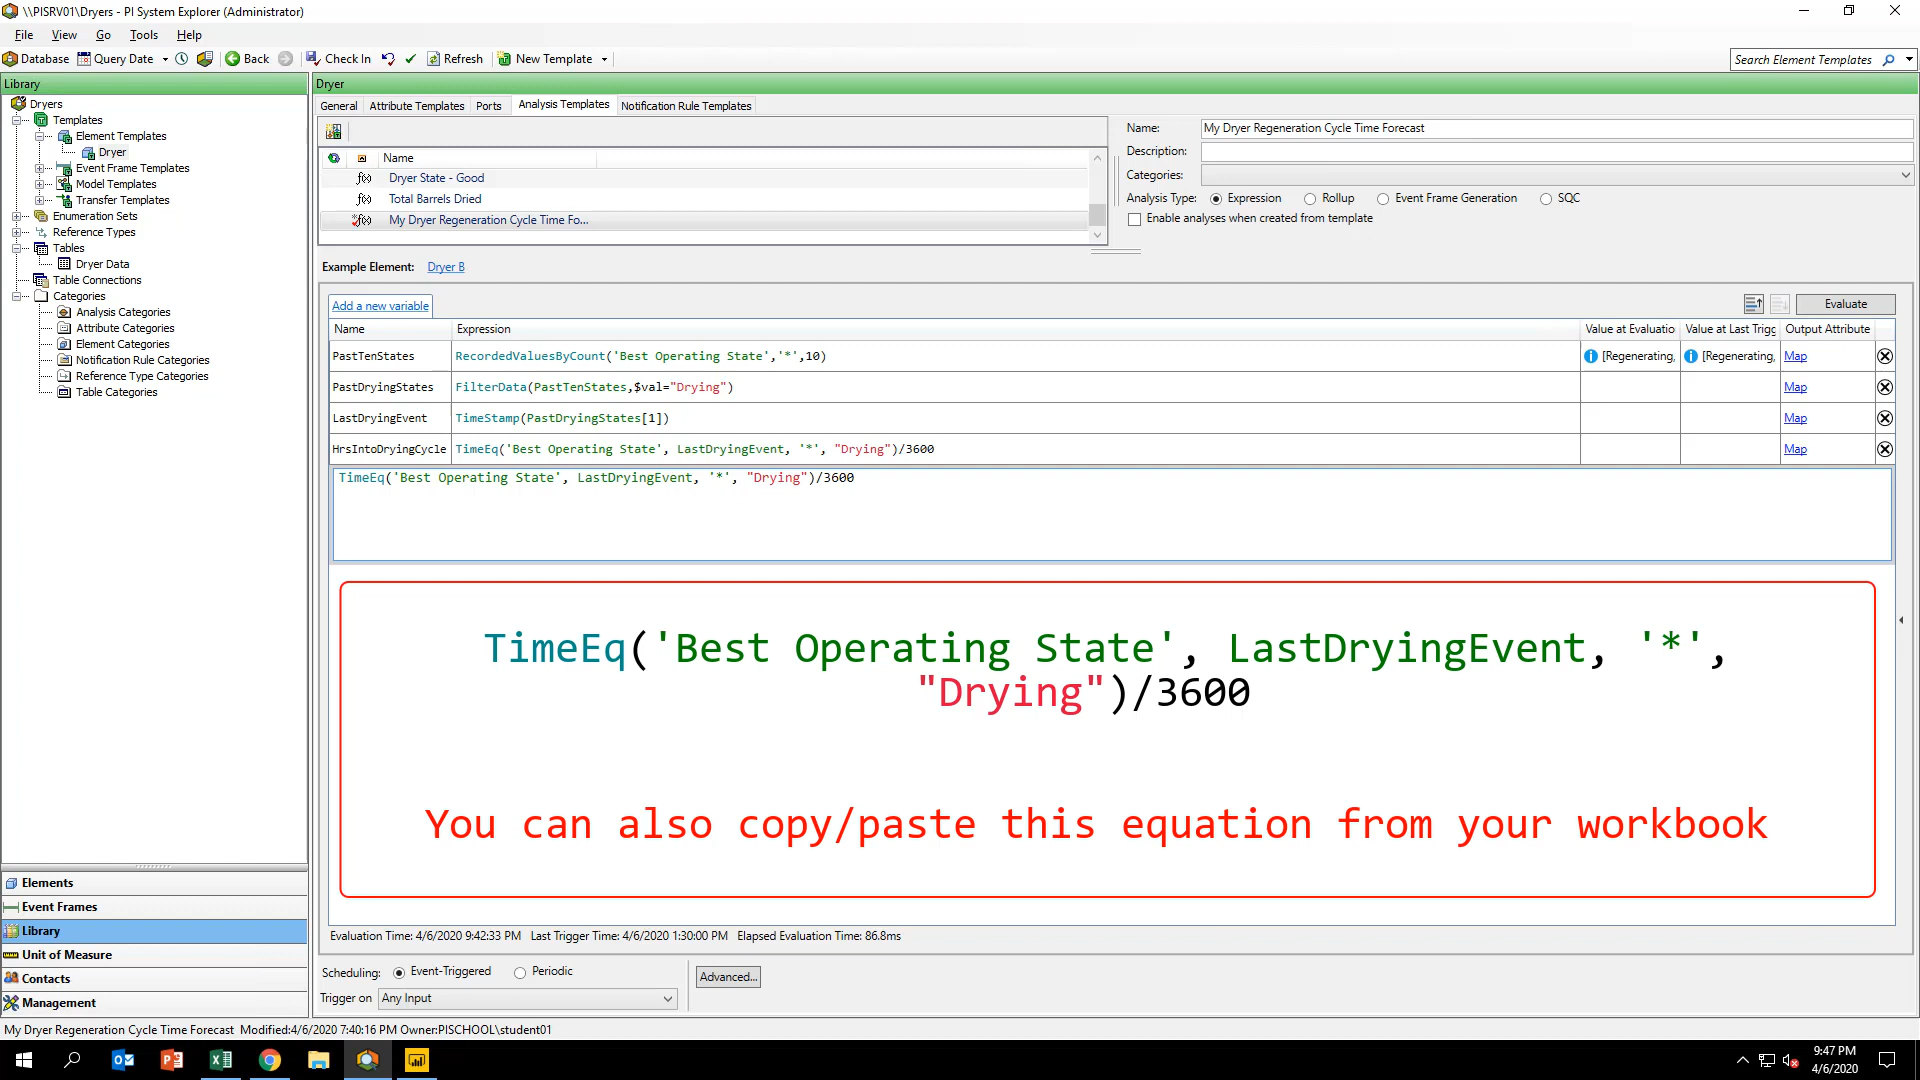 \\PISRV01\Dryers - PI System Explorer (Administrator)
File View Go Tools Help
Database Query Date Back Check In Refresh New Template Search Element Templates
Library
Dryers
Templates
Element Templates
Dryer
Event Frame Templates
Model Templates
Transfer Templates
Enumeration Sets
Reference Types
Tables
Dryer Data
Table Connections
Categories
Analysis Categories
Attribute Categories
Element Categories
Notification Rule Categories
Reference Type Categories
Table Categories
Elements
Event Frames
Library
Unit of Measure
Contacts
Management
Dryer
General Attribute Templates Ports Analysis Templates Notification Rule Templates
Name
f(x) Dryer State - Good
f(x) Total Barrels Dried
f(x) My Dryer Regeneration Cycle Time Fo...
Name: My Dryer Regeneration Cycle Time Forecast
Description:
Categories:
Analysis Type: Expression Rollup Event Frame Generation SQC
Enable analyses when created from template
Example Element: Dryer B
Add a new variable
Evaluate
Name Expression Value at Evaluatio Value at Last Trigg Output Attribute
PastTenStates RecordedValuesByCount('Best Operating State','*',10) [Regenerating, [Regenerating, Map
PastDryingStates FilterData(PastTenStates,$val="Drying") Map
LastDryingEvent TimeStamp(PastDryingStates[1]) Map
HrsIntoDryingCycle TimeEq('Best Operating State', LastDryingEvent, '*', "Drying")/3600 Map
TimeEq('Best Operating State', LastDryingEvent, '*', "Drying")/3600
TimeEq('Best Operating State', LastDryingEvent, '*',
"Drying")/3600
You can also copy/paste this equation from your workbook
Evaluation Time: 4/6/2020 9:42:33 PM Last Trigger Time: 4/6/2020 1:30:00 PM Elapsed Evaluation Time: 86.8ms
Scheduling: Event-Triggered Periodic
Advanced...
Trigger on Any Input
My Dryer Regeneration Cycle Time Forecast Modified:4/6/2020 7:40:16 PM Owner:PISCHOOL\student01
9:47 PM
4/6/2020